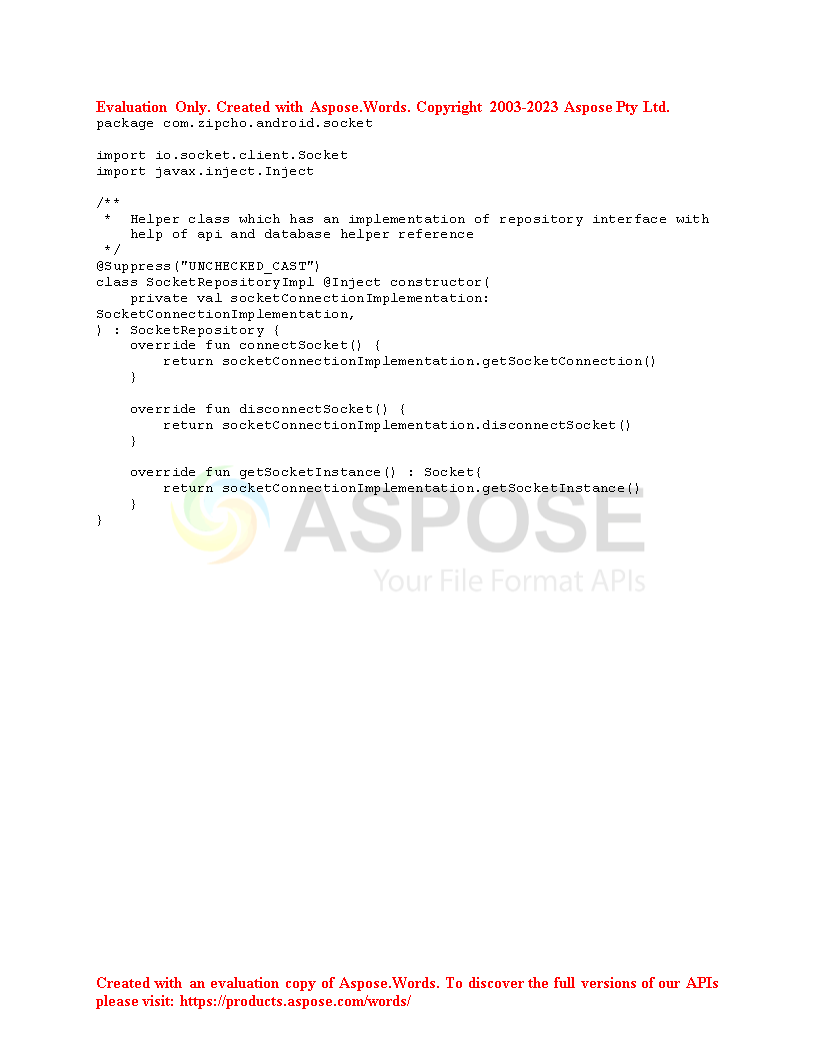 Evaluation Only. Created with Aspose.Words. Copyright 2003-2023 Aspose Pty Ltd.
package com.zipcho.android.socket

import io.socket.client.Socket
import javax.inject.Inject

/**
 *  Helper class which has an implementation of repository interface with
    help of api and database helper reference
 */
@Suppress("UNCHECKED_CAST")
class SocketRepositoryImpl @Inject constructor(
    private val socketConnectionImplementation:
SocketConnectionImplementation,
) : SocketRepository {
    override fun connectSocket() {
        return socketConnectionImplementation.getSocketConnection()
    }

    override fun disconnectSocket() {
        return socketConnectionImplementation.disconnectSocket()
    }

    override fun getSocketInstance() : Socket{
        return socketConnectionImplementation.getSocketInstance()
    }
}
ASPOSE
Your File Format APIs
Created with an evaluation copy of Aspose.Words. To discover the full versions of our APIs
please visit: https://products.aspose.com/words/